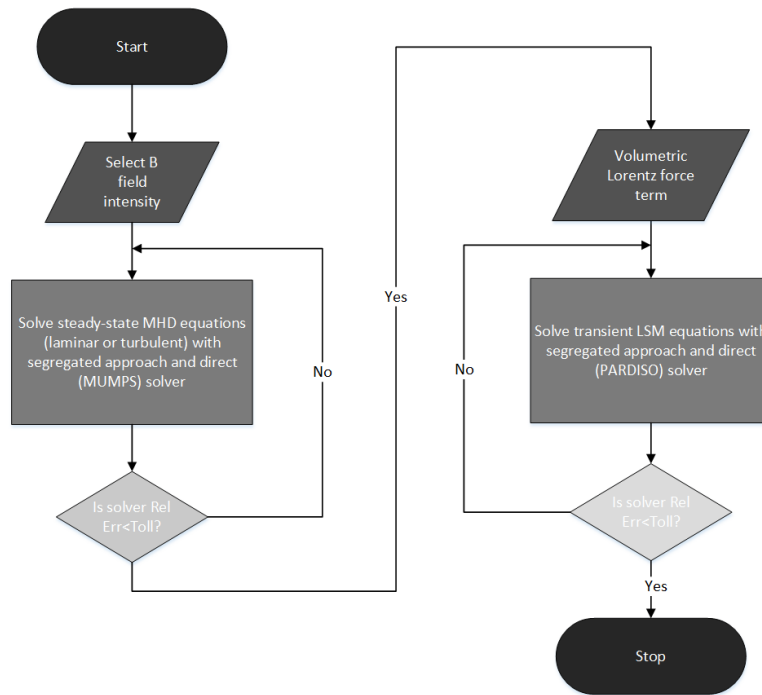 Start
Select B
field
intensity
Solve steady-state MHD equations
(laminar or turbulent) with
segregated approach and direct
(MUMPS) solver
No
Is solver Rel
Err<Toll?
Yes
Volumetric
Lorentz force
term
Solve transient LSM equations with
segregated approach and direct
(PARDISO) solver
No
Is solver Rel
Err<Toll?
Yes
Stop